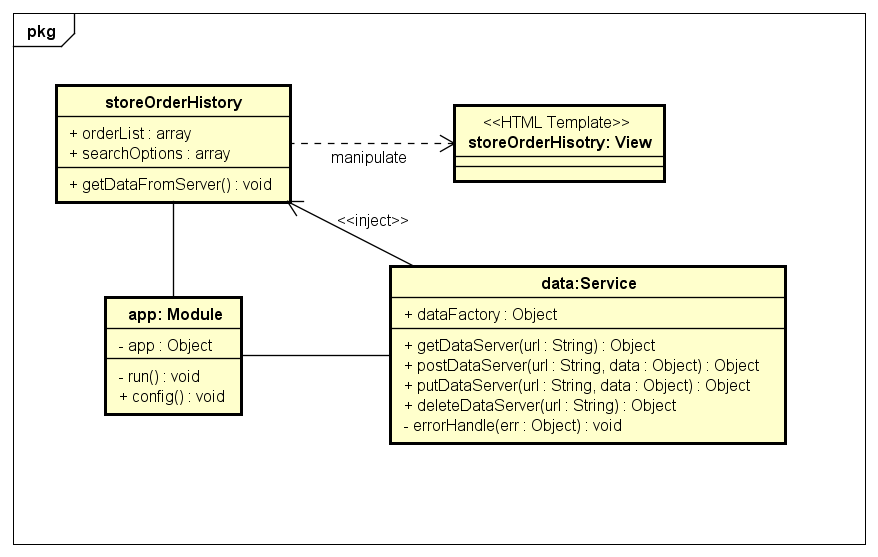 pkg
storeOrderHistory
+ orderList : array
+ searchOptions : array
+ getDataFromServer() : void
manipulate
<<HTML Template>>
storeOrderHisotry: View
<<inject>>
app: Module
- app : Object
- run() : void
+ config() : void
data:Service
+ dataFactory : Object
+ getDataServer(url : String) : Object
+ postDataServer(url : String, data : Object) : Object
+ putDataServer(url : String, data : Object) : Object
+ deleteDataServer(url : String) : Object
- errorHandle(err : Object) : void